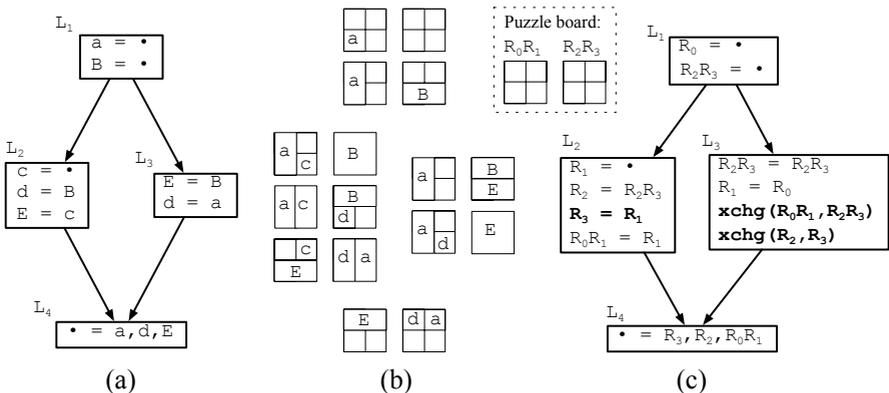 L₁
a = •
B = •
L₂
c = •
d = B
E = c
L₃
E = B
d = a
L₄
• = a,d,E
(a)
a
a
B
a
c
B
a c
B
d
c
E
d a
a
B
E
a
d
E
E
d a
(b)
Puzzle board:
R₀R₁ R₂R₃
L₁
R₀ = •
R₂R₃ = •
L₂
R₁ = •
R₂ = R₂R₃
R₃ = R₁
R₀R₁ = R₁
L₃
R₂R₃ = R₂R₃
R₁ = R₀
xchg(R₀R₁,R₂R₃)
xchg(R₂,R₃)
L₄
• = R₃,R₂,R₀R₁
(c)